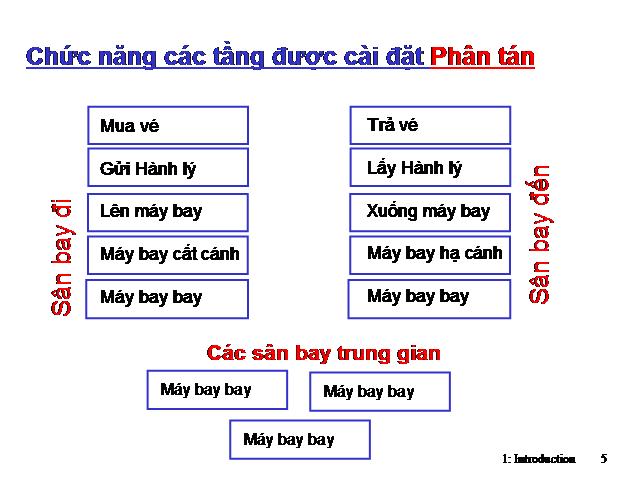 Chức năng các tầng được cài đặt Phân tán
Sân bay đi
Mua vé
Gửi Hành lý
Lên máy bay
Máy bay cất cánh
Máy bay bay
Trả vé
Lấy Hành lý
Xuống máy bay
Máy bay hạ cánh
Máy bay bay
Sân bay đến
Các sân bay trung gian
Máy bay bay
Máy bay bay
Máy bay bay
1: Introduction 5